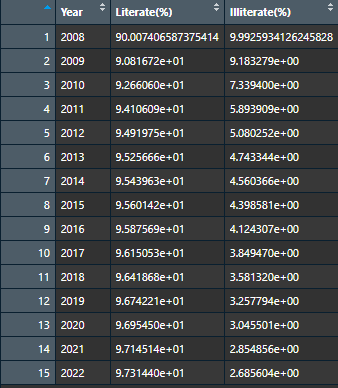 Year Literate(%) Illiterate(%)
1 2008 90.007406587375414 9.9925934126245828
2 2009 9.081672e+01 9.183279e+00
3 2010 9.266060e+01 7.339400e+00
4 2011 9.410609e+01 5.893909e+00
5 2012 9.491975e+01 5.080252e+00
6 2013 9.525666e+01 4.743344e+00
7 2014 9.543963e+01 4.560366e+00
8 2015 9.560142e+01 4.398581e+00
9 2016 9.587569e+01 4.124307e+00
10 2017 9.615053e+01 3.849470e+00
11 2018 9.641868e+01 3.581320e+00
12 2019 9.674221e+01 3.257794e+00
13 2020 9.695450e+01 3.045501e+00
14 2021 9.714514e+01 2.854856e+00
15 2022 9.731440e+01 2.685604e+00